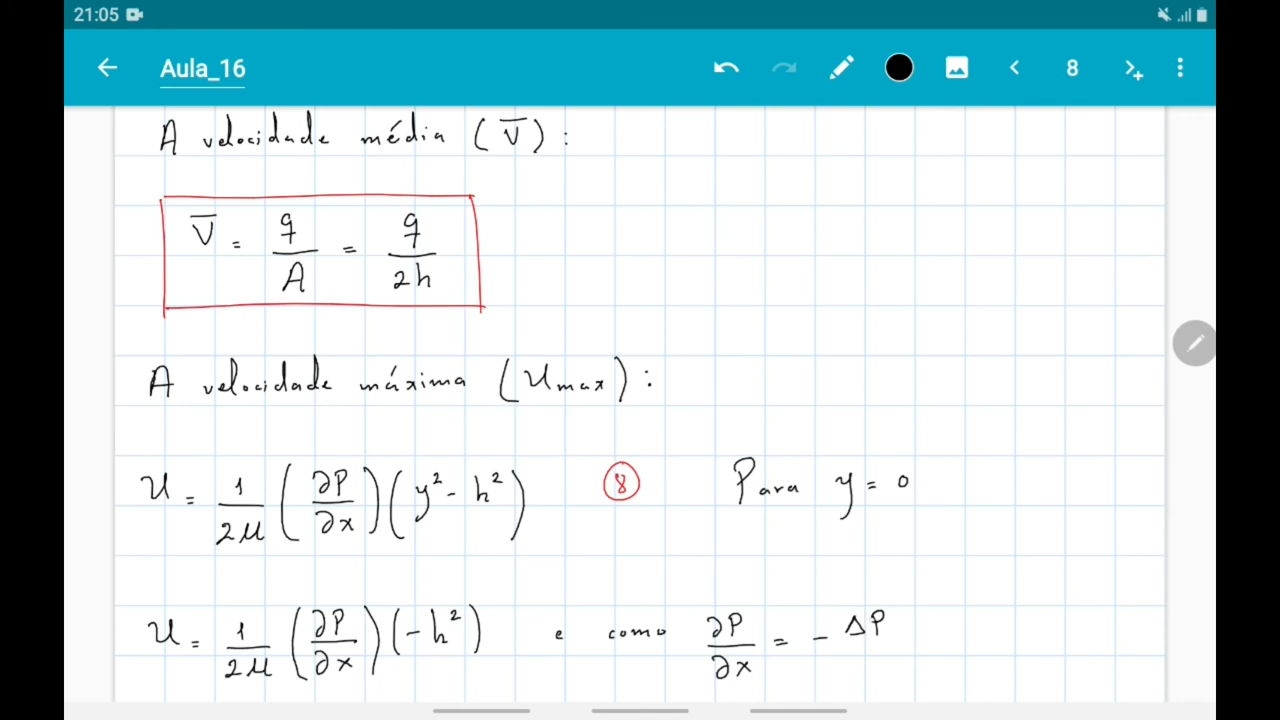 21:05
Aula_16
8
A velocidade média (V̅):
V̅ = q/A = q/2h
A velocidade máxima (umax):
u = 1/2μ (∂P/∂x)(y² - h²) ⑧ Para y = 0
u = 1/2μ (∂P/∂x)(-h²) e como ∂P/∂x = - ΔP